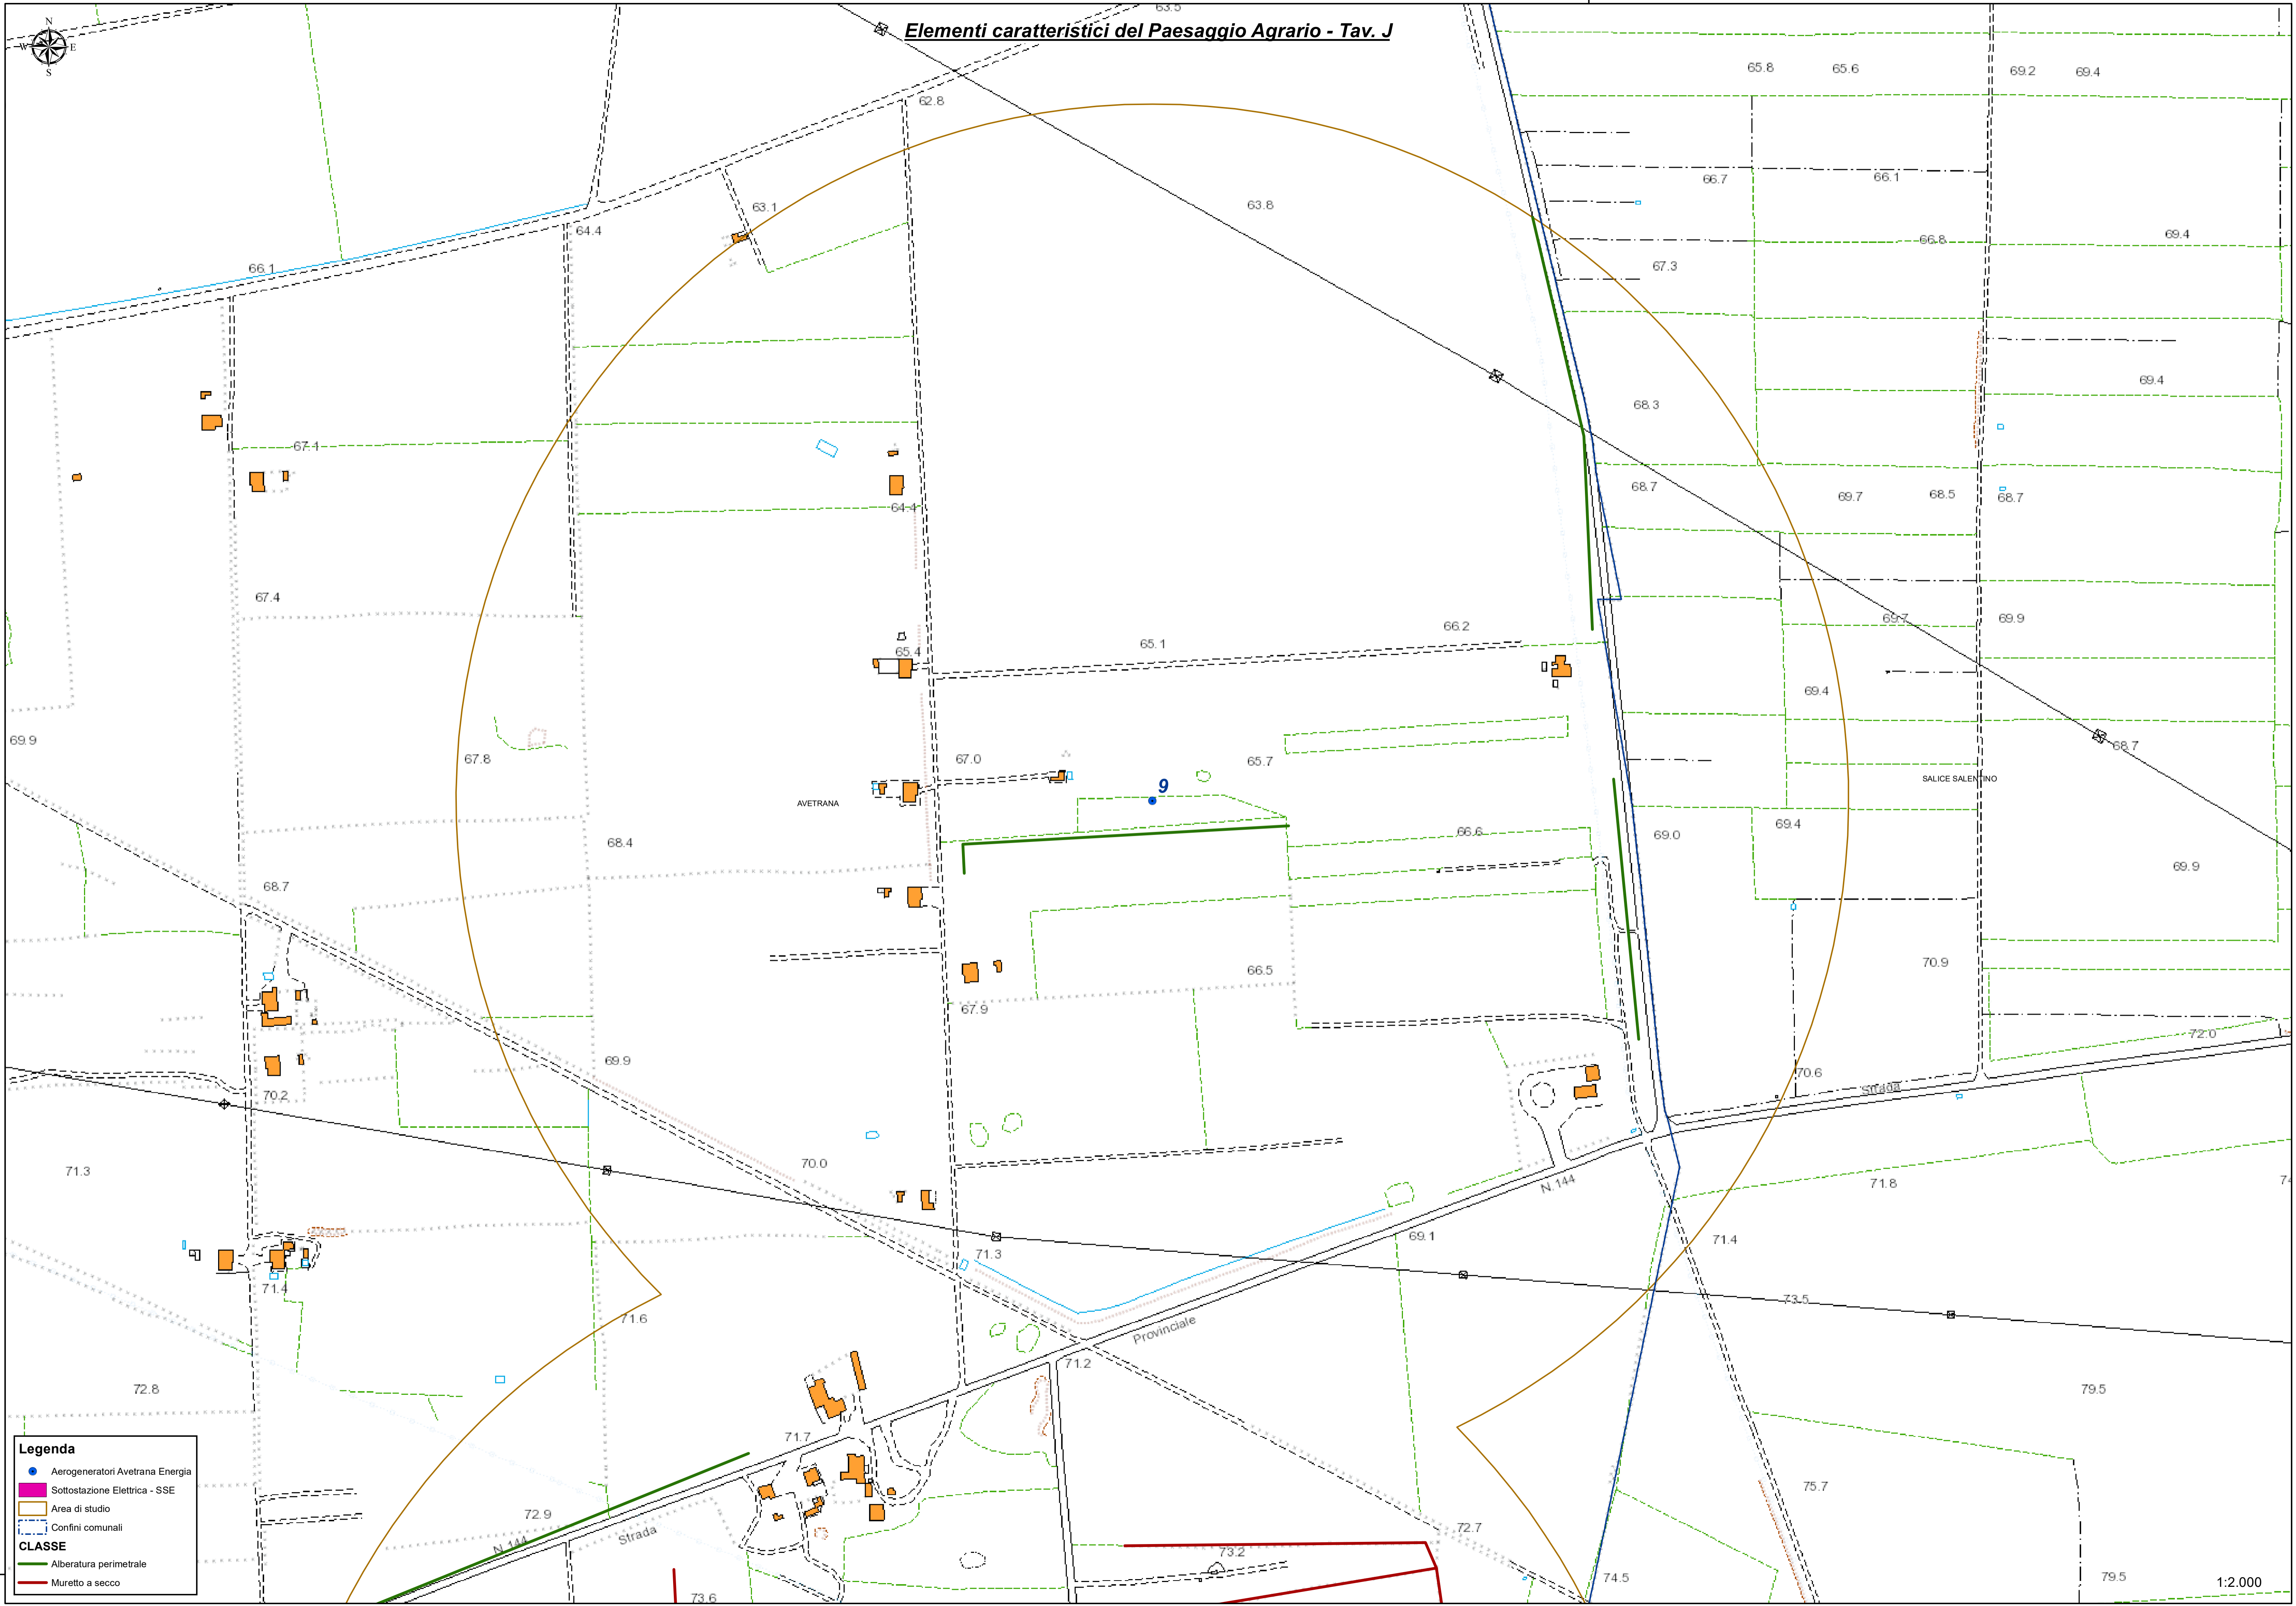 Elementi caratteristici del Paesaggio Agrario - Tav. J
N
W E
S
63.5
62.8
65.8 65.6 69.2 69.4
66.7 66.1
63.1 63.8
64.4
66.8 69.4
66.1 67.3
69.4
68.3
67.1
68.7 69.7 68.5 68.7
64.4
67.4
69.7 69.9
66.2
65.1
65.4
69.4
69.9
67.8 67.0 65.7
68.7
SALICE SALENTINO
9
AVETRANA
69.4
66.6 69.0
68.4
69.9
68.7
70.9
66.5
67.9
72.0
69.9
70.6
Strada
70.2
70.0
71.3
N 144
71.8
69.1
71.4
71.3
71.4
73.5
71.6
Provinciale
71.2
72.8
79.5
71.7
75.7
72.9
72.7
N 144
Strada
73.2
74.5
79.5
73.6
Legenda
Aerogeneratori Avetrana Energia
Sottostazione Elettrica - SSE
Area di studio
Confini comunali
CLASSE
Alberatura perimetrale
Muretto a secco
1:2.000